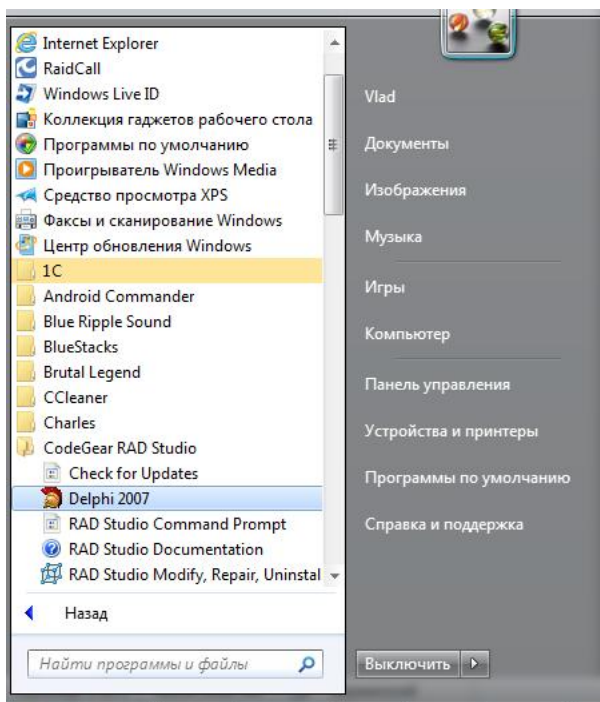 Internet Explorer
RaidCall
Windows Live ID
Коллекция гаджетов рабочего стола
Программы по умолчанию
Проигрыватель Windows Media
Средство просмотра XPS
Факсы и сканирование Windows
Центр обновления Windows
1С
Android Commander
Blue Ripple Sound
BlueStacks
Brutal Legend
CCleaner
Charles
CodeGear RAD Studio
Check for Updates
Delphi 2007
RAD Studio Command Prompt
RAD Studio Documentation
RAD Studio Modify, Repair, Uninstal
Назад
Найти программы и файлы
Vlad
Документы
Изображения
Музыка
Игры
Компьютер
Панель управления
Устройства и принтеры
Программы по умолчанию
Справка и поддержка
Выключить